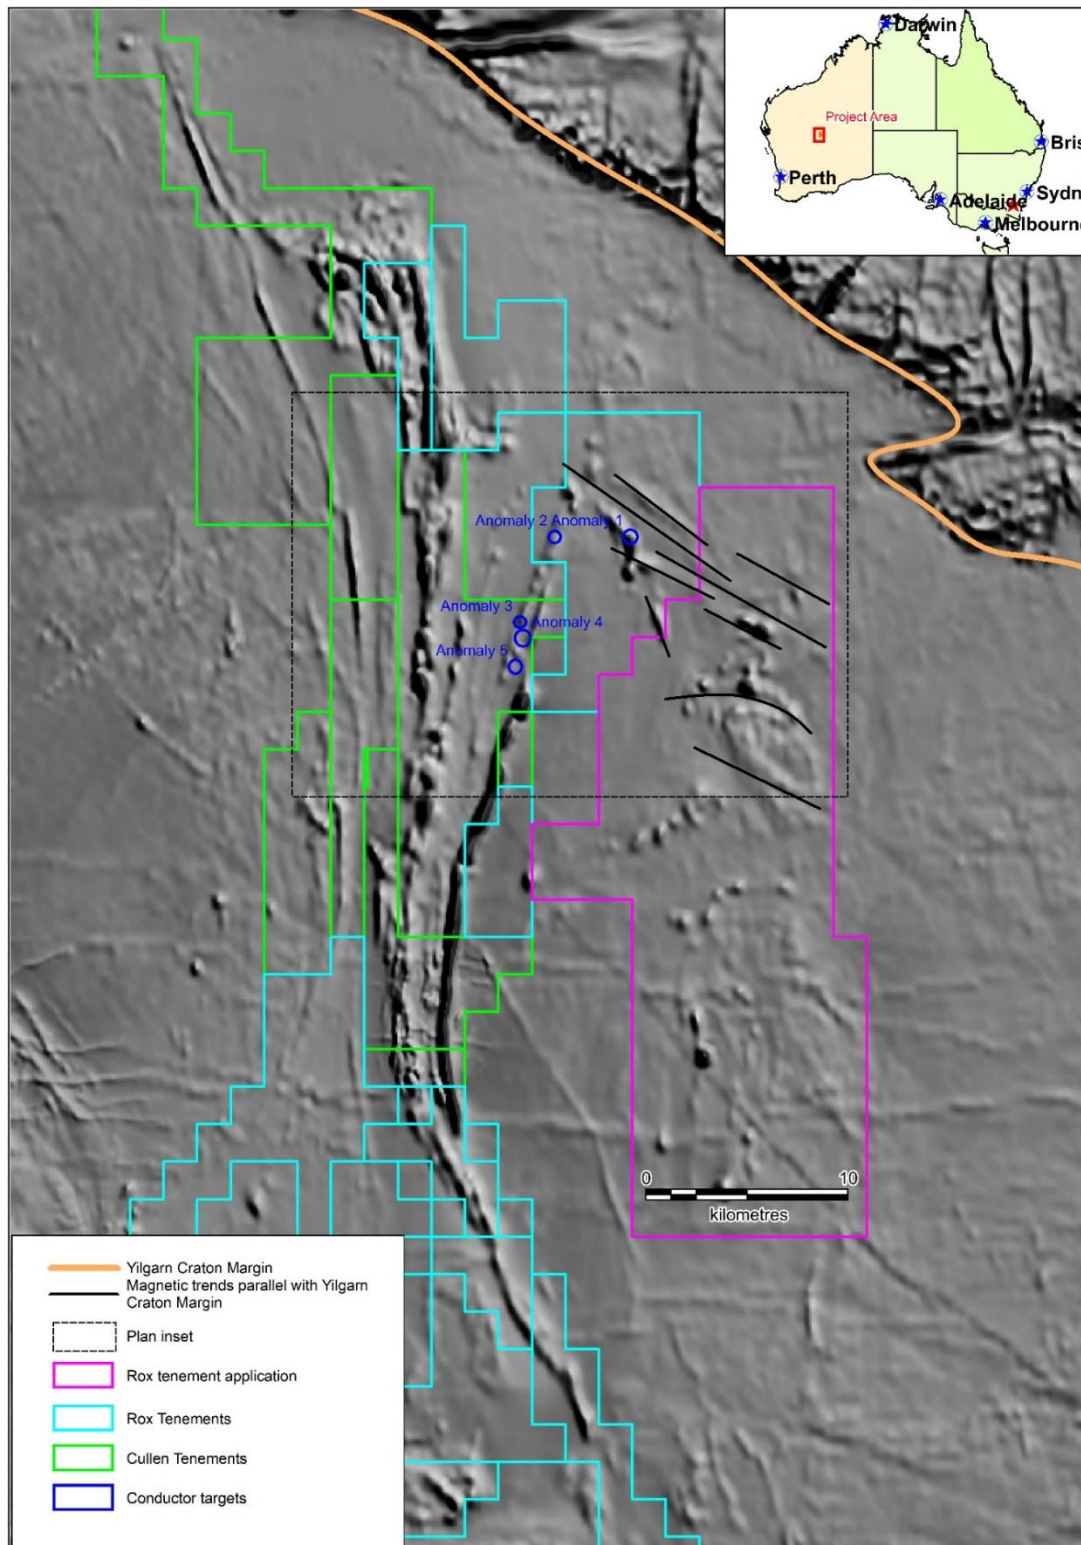 Darwin
Project Area
Bris
Perth
Sydn
Adelaide
Melbourne
Anomaly 2 Anomaly 1
Anomaly 3
Anomaly 4
Anomaly 5
0 10
kilometres
Yilgarn Craton Margin
Magnetic trends parallel with Yilgarn
Craton Margin
Plan inset
Rox tenement application
Rox Tenements
Cullen Tenements
Conductor targets